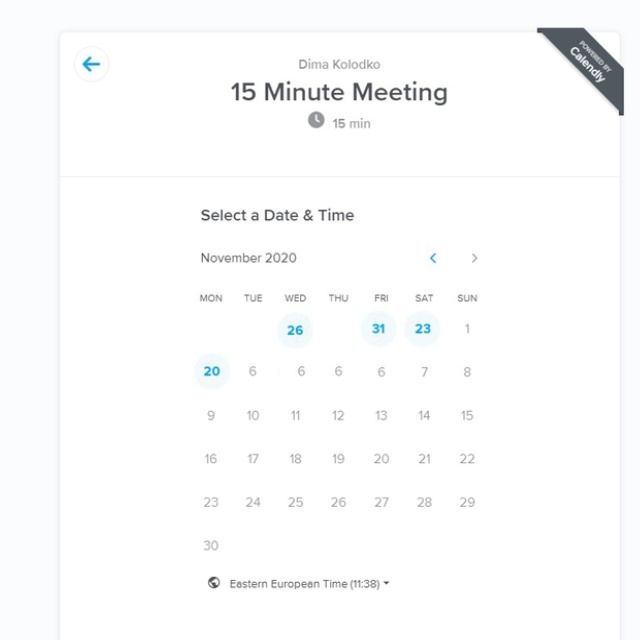 POWERED BY
Calendly
Dima Kolodko
15 Minute Meeting
15 min
Select a Date & Time
November 2020
MON TUE WED THU FRI SAT SUN
26 31 23 1
20 6 6 6 6 7 8
9 10 11 12 13 14 15
16 17 18 19 20 21 22
23 24 25 26 27 28 29
30
Eastern European Time (11:38)